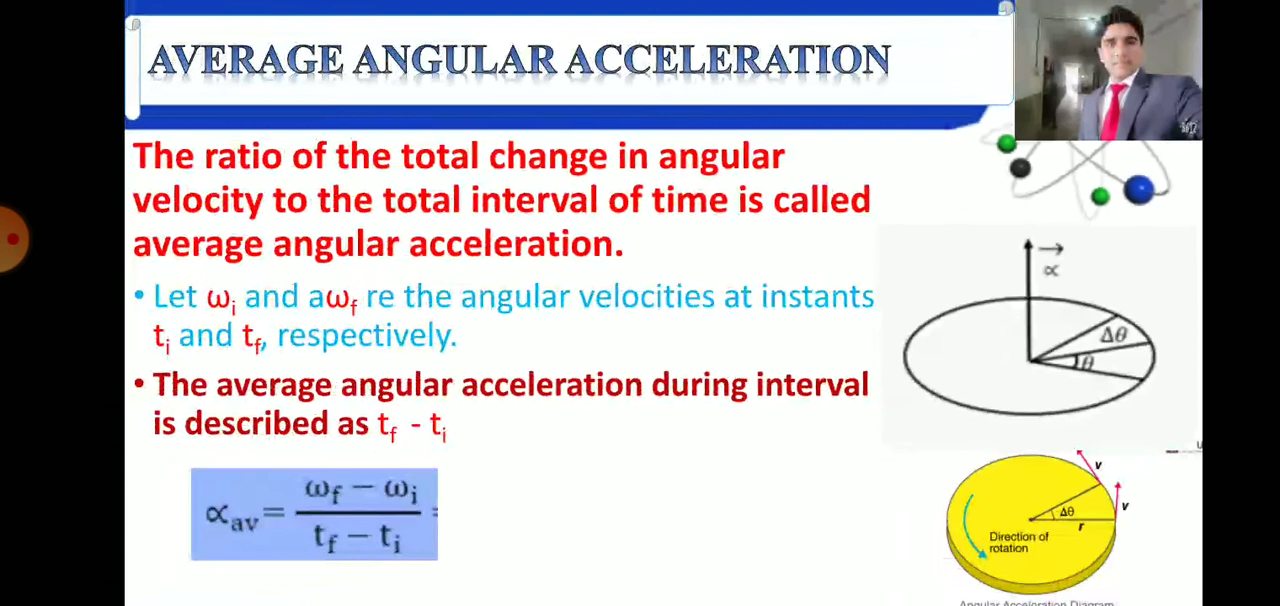 AVERAGE ANGULAR ACCELERATION
The ratio of the total change in angular
velocity to the total interval of time is called
average angular acceleration.
• Let ωi and aωf re the angular velocities at instants
ti and tf, respectively.
• The average angular acceleration during interval
is described as tf - ti
∝av = (ωf − ωi) / (tf − ti) =
∝
Δθ
θ
v
v
Δθ
r
Direction of
rotation
Angular Acceleration Diagram